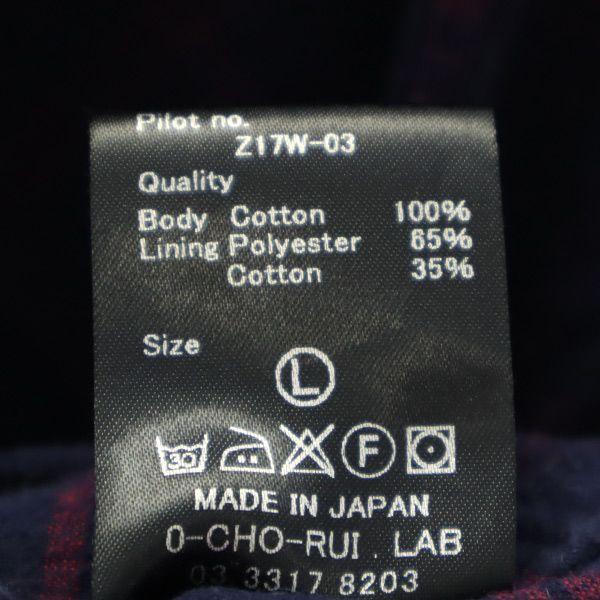 Pilot no.
Z17W-03
Quality
Body Cotton 100%
Lining Polyester 65%
Cotton 35%
Size
L
30 F
MADE IN JAPAN
O-CHO-RUI . LAB
03 3317 8203